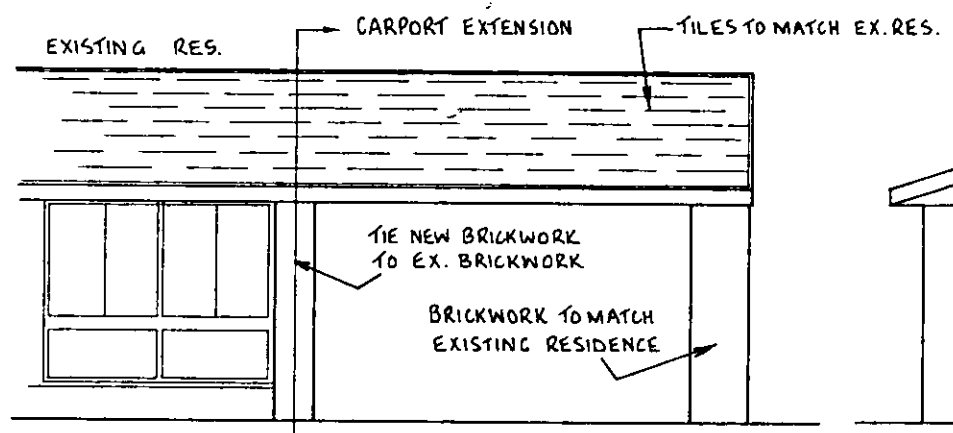 CARPORT EXTENSION
TILES TO MATCH EX. RES.
EXISTING RES.
TIE NEW BRICKWORK
TO EX. BRICKWORK
BRICKWORK TO MATCH
EXISTING RESIDENCE